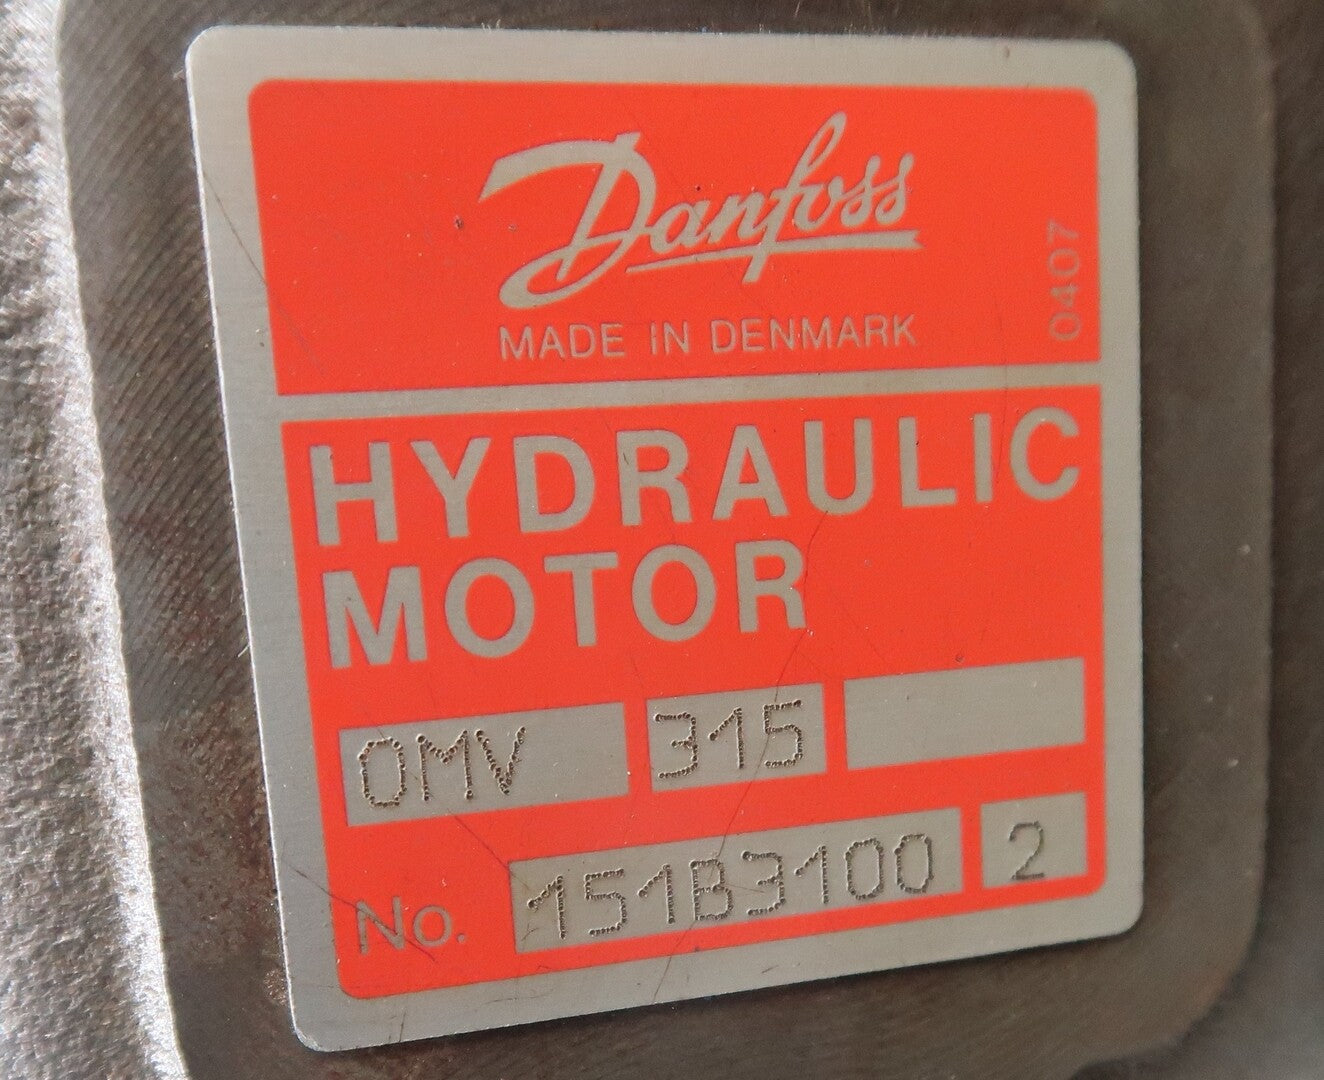 Danfoss
MADE IN DENMARK
0407
HYDRAULIC
MOTOR
OMV 315
No. 151B3100 2